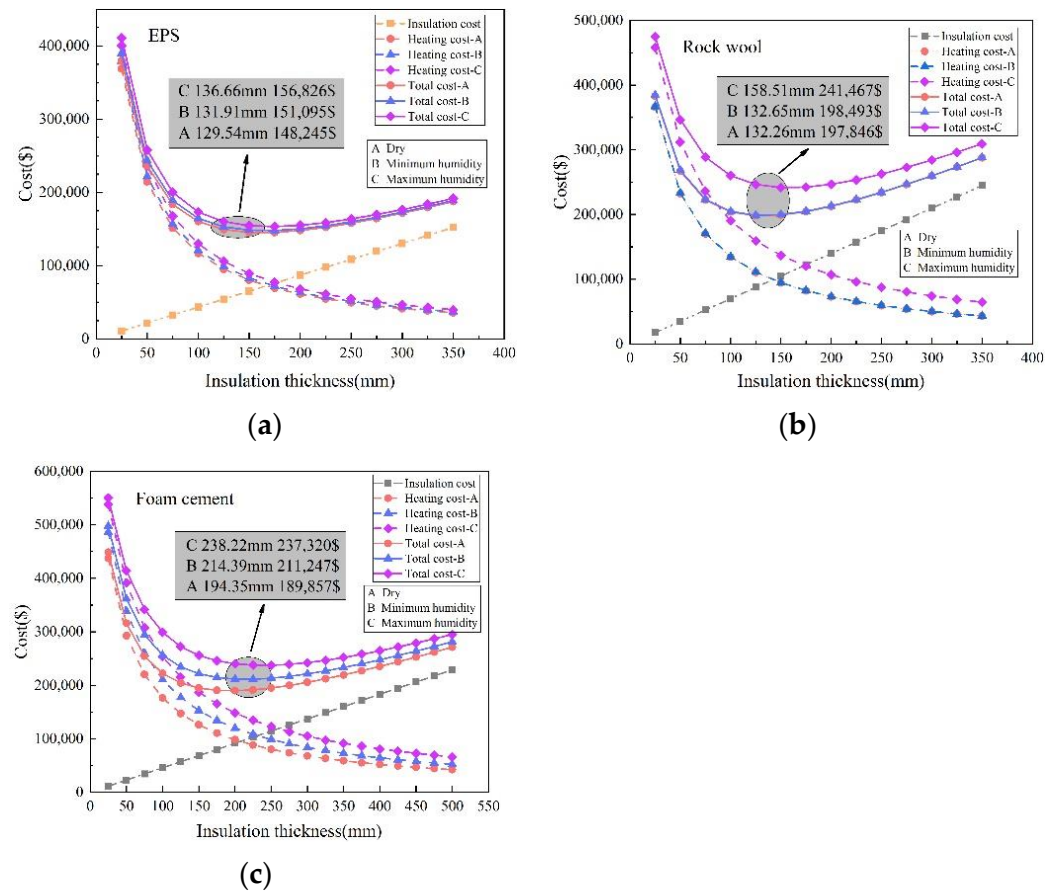 EPS
Insulation cost
Heating cost-A
Heating cost-B
Heating cost-C
Total cost-A
Total cost-B
Total cost-C
C 136.66mm 156,826$
B 131.91mm 151,095$
A 129.54mm 148,245$
A Dry
B Minimum humidity
C Maximum humidity
Cost($)
400,000
300,000
200,000
100,000
0
0 50 100 150 200 250 300 350 400
Insulation thickness(mm)
(a)
Rock wool
Insulation cost
Heating cost-A
Heating cost-B
Heating cost-C
Total cost-A
Total cost-B
Total cost-C
C 158.51mm 241,467$
B 132.65mm 198,493$
A 132.26mm 197,846$
A Dry
B Minimum humidity
C Maximum humidity
Cost($)
500,000
400,000
300,000
200,000
100,000
0
0 50 100 150 200 250 300 350 400
Insulation thickness(mm)
(b)
Foam cement
Insulation cost
Heating cost-A
Heating cost-B
Heating cost-C
Total cost-A
Total cost-B
Total cost-C
C 238.22mm 237,320$
B 214.39mm 211,247$
A 194.35mm 189,857$
A Dry
B Minimum humidity
C Maximum humidity
Cost($)
600,000
500,000
400,000
300,000
200,000
100,000
0
0 50 100 150 200 250 300 350 400 450 500 550
Insulation thickness(mm)
(c)